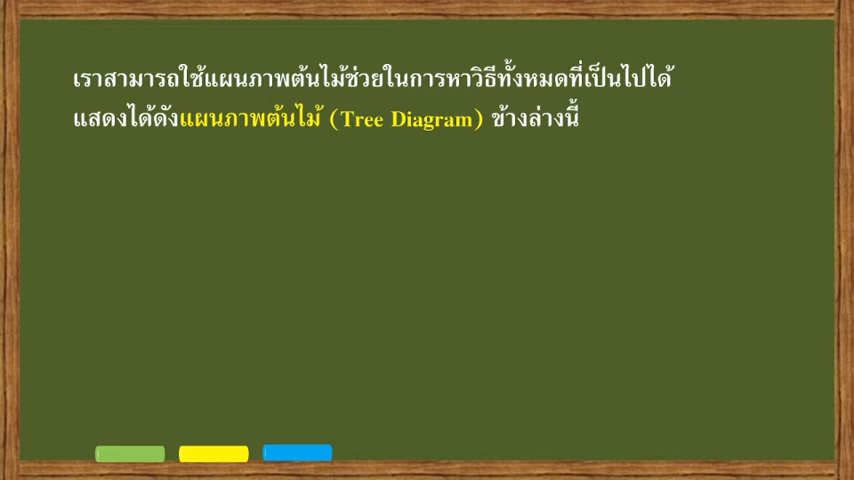 เราสามารถใช้แผนภาพต้นไม้ช่วยในการหาวิธีทั้งหมดที่เป็นไปได้
แสดงได้ดังแผนภาพต้นไม้ (Tree Diagram) ข้างล่างนี้